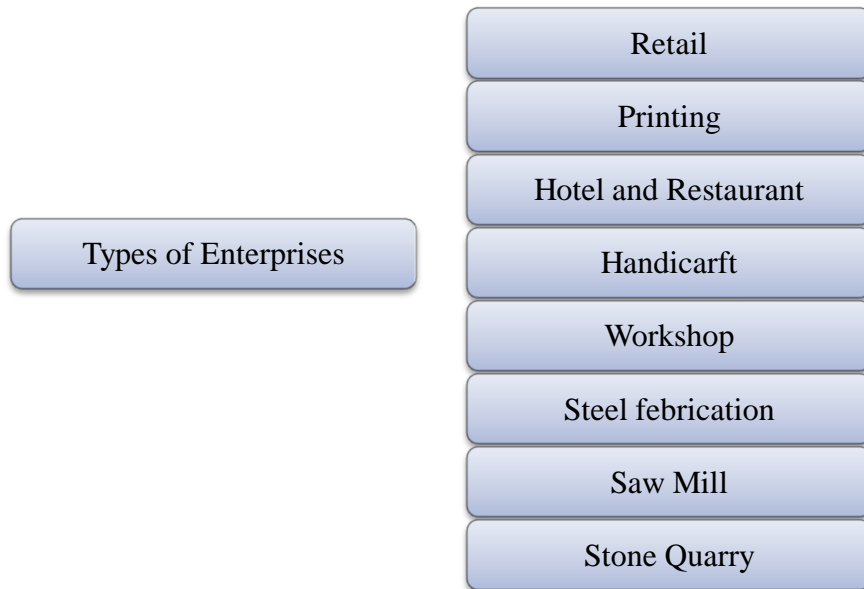 Types of Enterprises
Retail
Printing
Hotel and Restaurant
Handicarft
Workshop
Steel febrication
Saw Mill
Stone Quarry